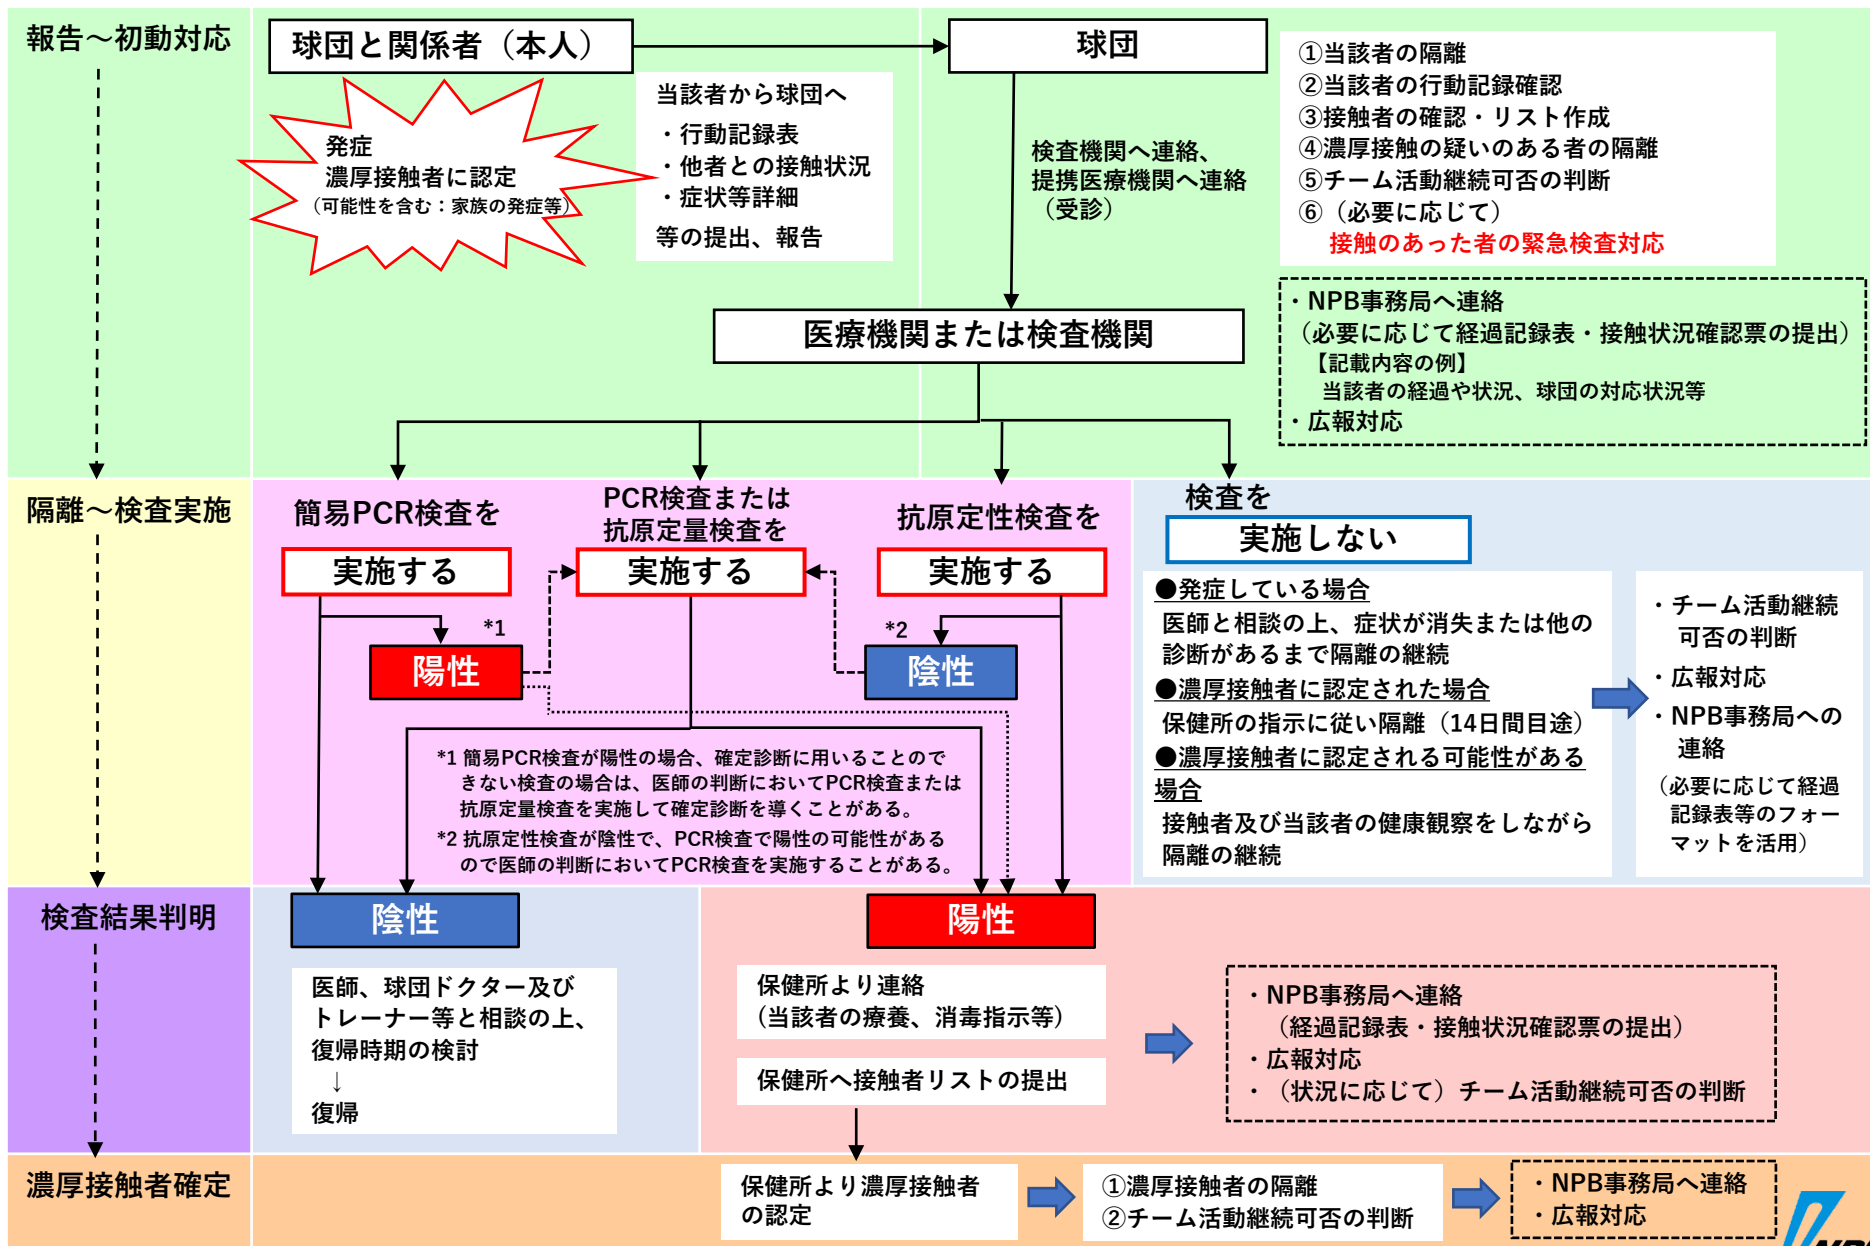 報告～初動対応
球団と関係者（本人）
球団
発症
濃厚接触者に認定
（可能性を含む：家族の発症等）
当該者から球団へ
・行動記録表
・他者との接触状況
・症状等詳細
等の提出、報告
検査機関へ連絡、
提携医療機関へ連絡
（受診）
①当該者の隔離
②当該者の行動記録確認
③接触者の確認・リスト作成
④濃厚接触の疑いのある者の隔離
⑤チーム活動継続可否の判断
⑥（必要に応じて）
接触のあった者の緊急検査対応
・NPB事務局へ連絡
（必要に応じて経過記録表・接触状況確認票の提出）
【記載内容の例】
当該者の経過や状況、球団の対応状況等
・広報対応
医療機関または検査機関
隔離～検査実施
簡易PCR検査を
実施する
PCR検査または
抗原定量検査を
実施する
抗原定性検査を
実施する
検査を
実施しない
*1
陽性
*2
陰性
*1 簡易PCR検査が陽性の場合、確定診断に用いることので
きない検査の場合は、医師の判断においてPCR検査または
抗原定量検査を実施して確定診断を導くことがある。
*2 抗原定性検査が陰性で、PCR検査で陽性の可能性がある
ので医師の判断においてPCR検査を実施することがある。
●発症している場合
医師と相談の上、症状が消失または他の
診断があるまで隔離の継続
●濃厚接触者に認定された場合
保健所の指示に従い隔離（14日間目途）
●濃厚接触者に認定される可能性がある
場合
接触者及び当該者の健康観察をしながら
隔離の継続
・チーム活動継続
可否の判断
・広報対応
・NPB事務局への
連絡
（必要に応じて経過
記録表等のフォー
マットを活用）
検査結果判明
陰性
医師、球団ドクター及び
トレーナー等と相談の上、
復帰時期の検討
↓
復帰
陽性
保健所より連絡
(当該者の療養、消毒指示等)
保健所へ接触者リストの提出
・NPB事務局へ連絡
（経過記録表・接触状況確認票の提出）
・広報対応
・（状況に応じて）チーム活動継続可否の判断
濃厚接触者確定
保健所より濃厚接触者
の認定
①濃厚接触者の隔離
②チーム活動継続可否の判断
・NPB事務局へ連絡
・広報対応